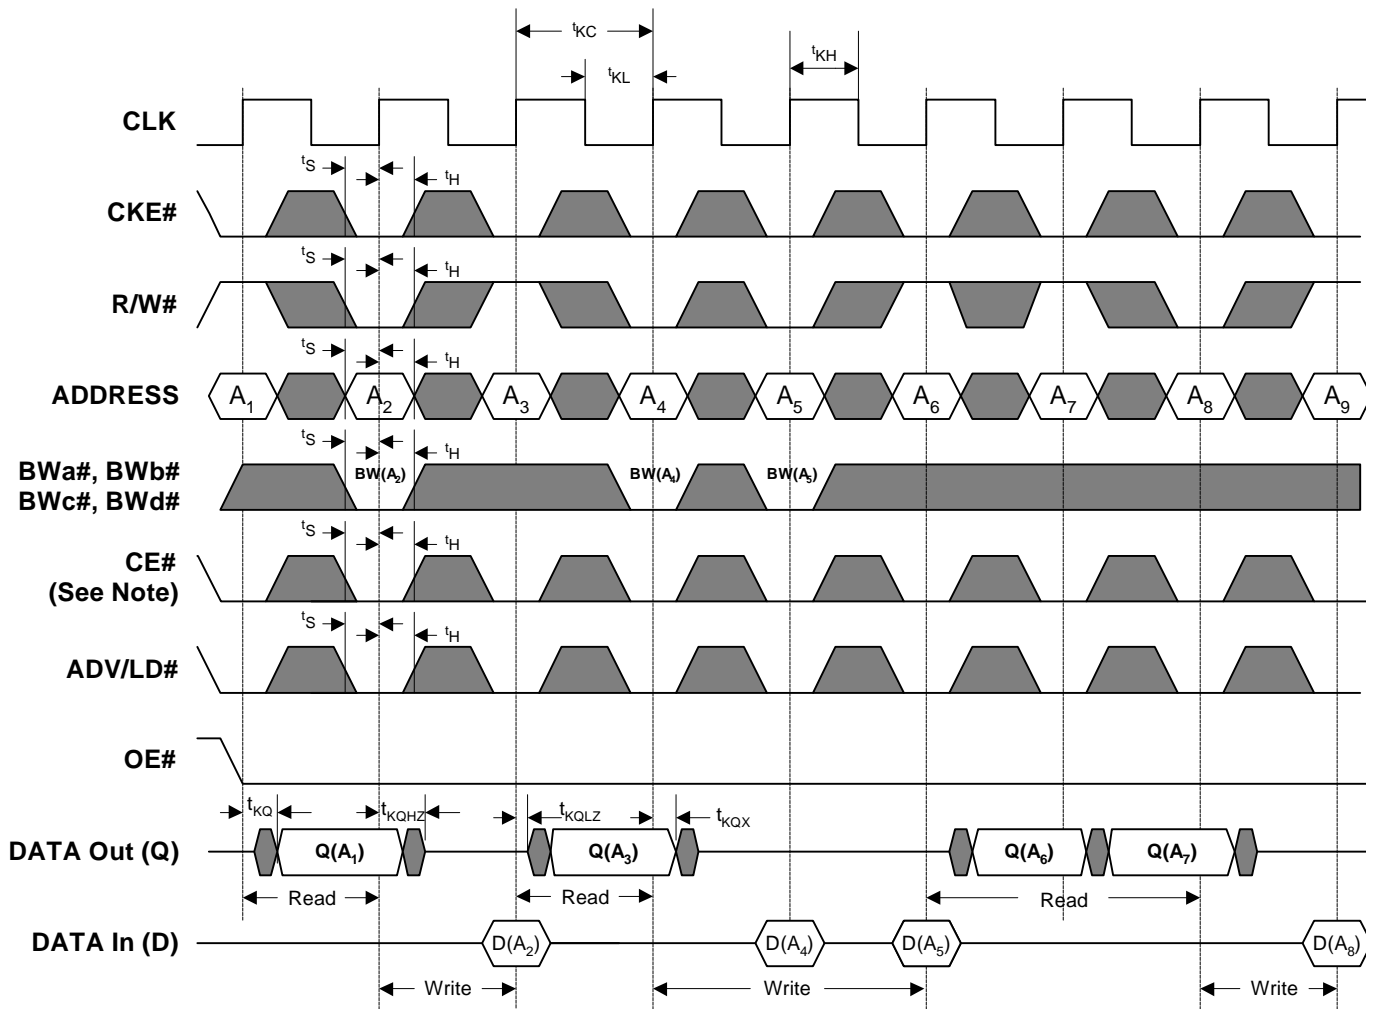 tKC
tKL
tKH
CLK
tS
tH
CKE#
tS
tH
R/W#
tS
tH
ADDRESS
A1
A2
A3
A4
A5
A6
A7
A8
A9
tS
tH
BWa#, BWb#
BWc#, BWd#
BW(A2)
BW(A4)
BW(A5)
tS
tH
CE#
(See Note)
tS
tH
ADV/LD#
OE#
tKQ
tKQHZ
tKQLZ
tKQX
DATA Out (Q)
Q(A1)
Q(A3)
Q(A6)
Q(A7)
Read
Read
Read
DATA In (D)
D(A2)
D(A4)
D(A5)
D(A8)
Write
Write
Write